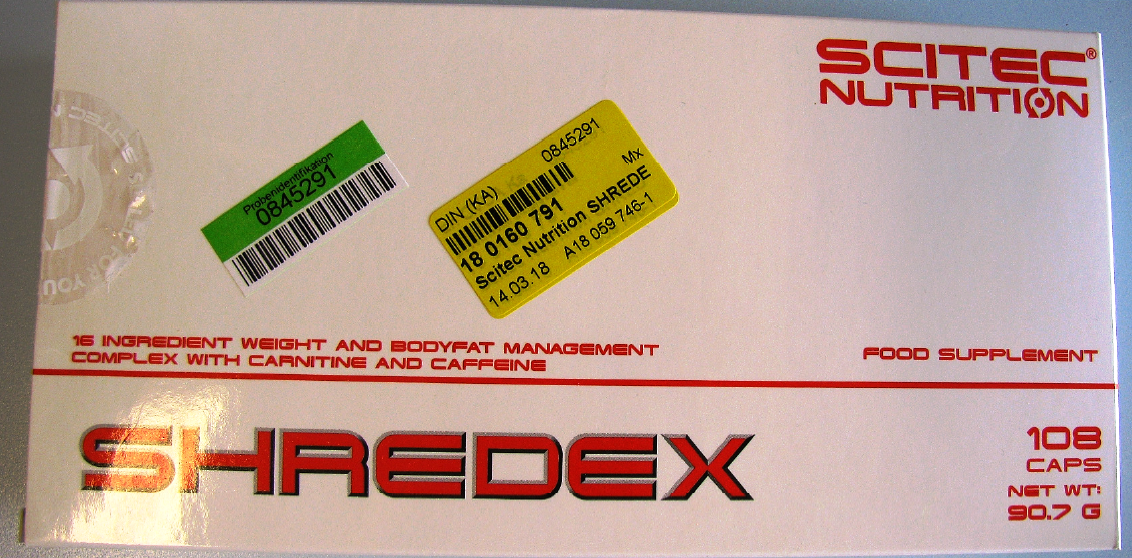 SCITEC®
NUTRITION
Probenidentifikation
0845291
DIN (KA)
0845291
18 0160 791
Mx
Scitec Nutrition SHREDE
14.03.18 A18 059 746-1
FOR YOU
16 INGREDIENT WEIGHT AND BODYFAT MANAGEMENT
COMPLEX WITH CARNITINE AND CAFFEINE
FOOD SUPPLEMENT
SHREDEX
108
CAPS
NET WT:
90.7 G